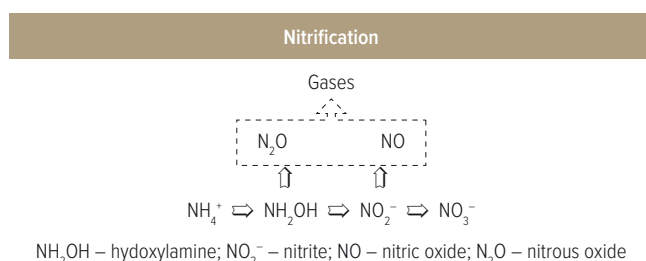 Nitrification
Gases
N₂O NO
NH₄⁺ ⇨ NH₂OH ⇨ NO₂⁻ ⇨ NO₃⁻
NH₂OH – hydoxylamine; NO₂⁻ – nitrite; NO – nitric oxide; N₂O – nitrous oxide